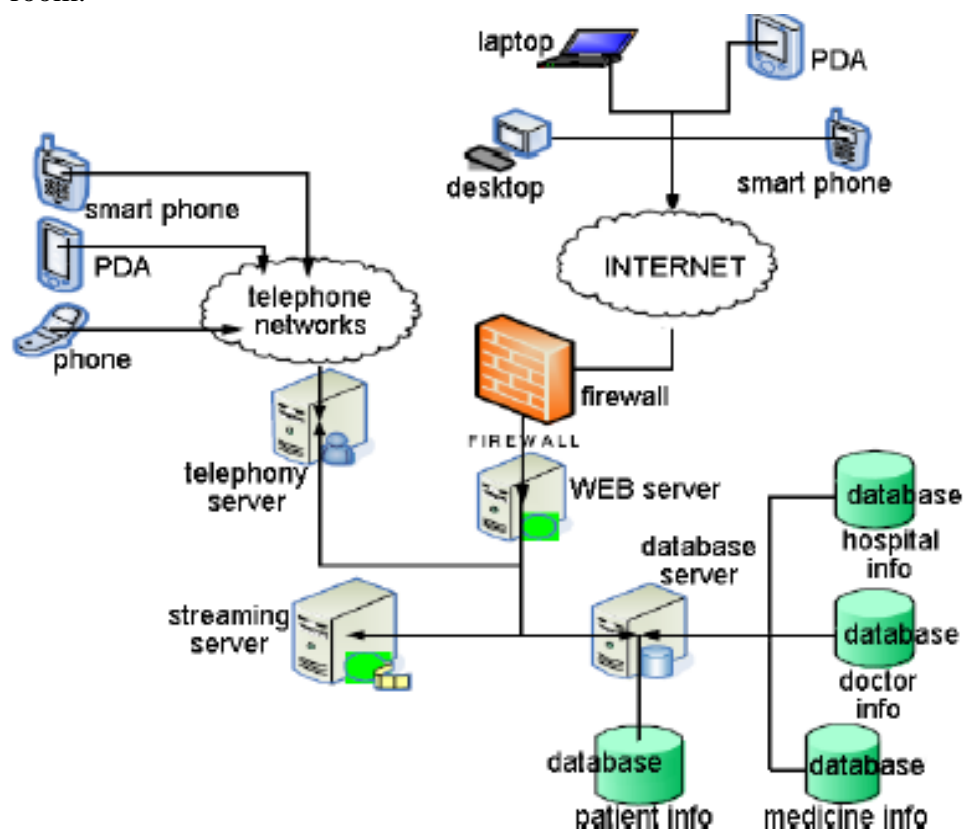 room.
laptop
PDA
desktop
smart phone
smart phone
PDA
phone
telephone
networks
INTERNET
firewall
FIREWALL
telephony
server
WEB server
database
server
streaming
server
database
hospital
info
database
doctor
info
database
patient info
database
medicine info